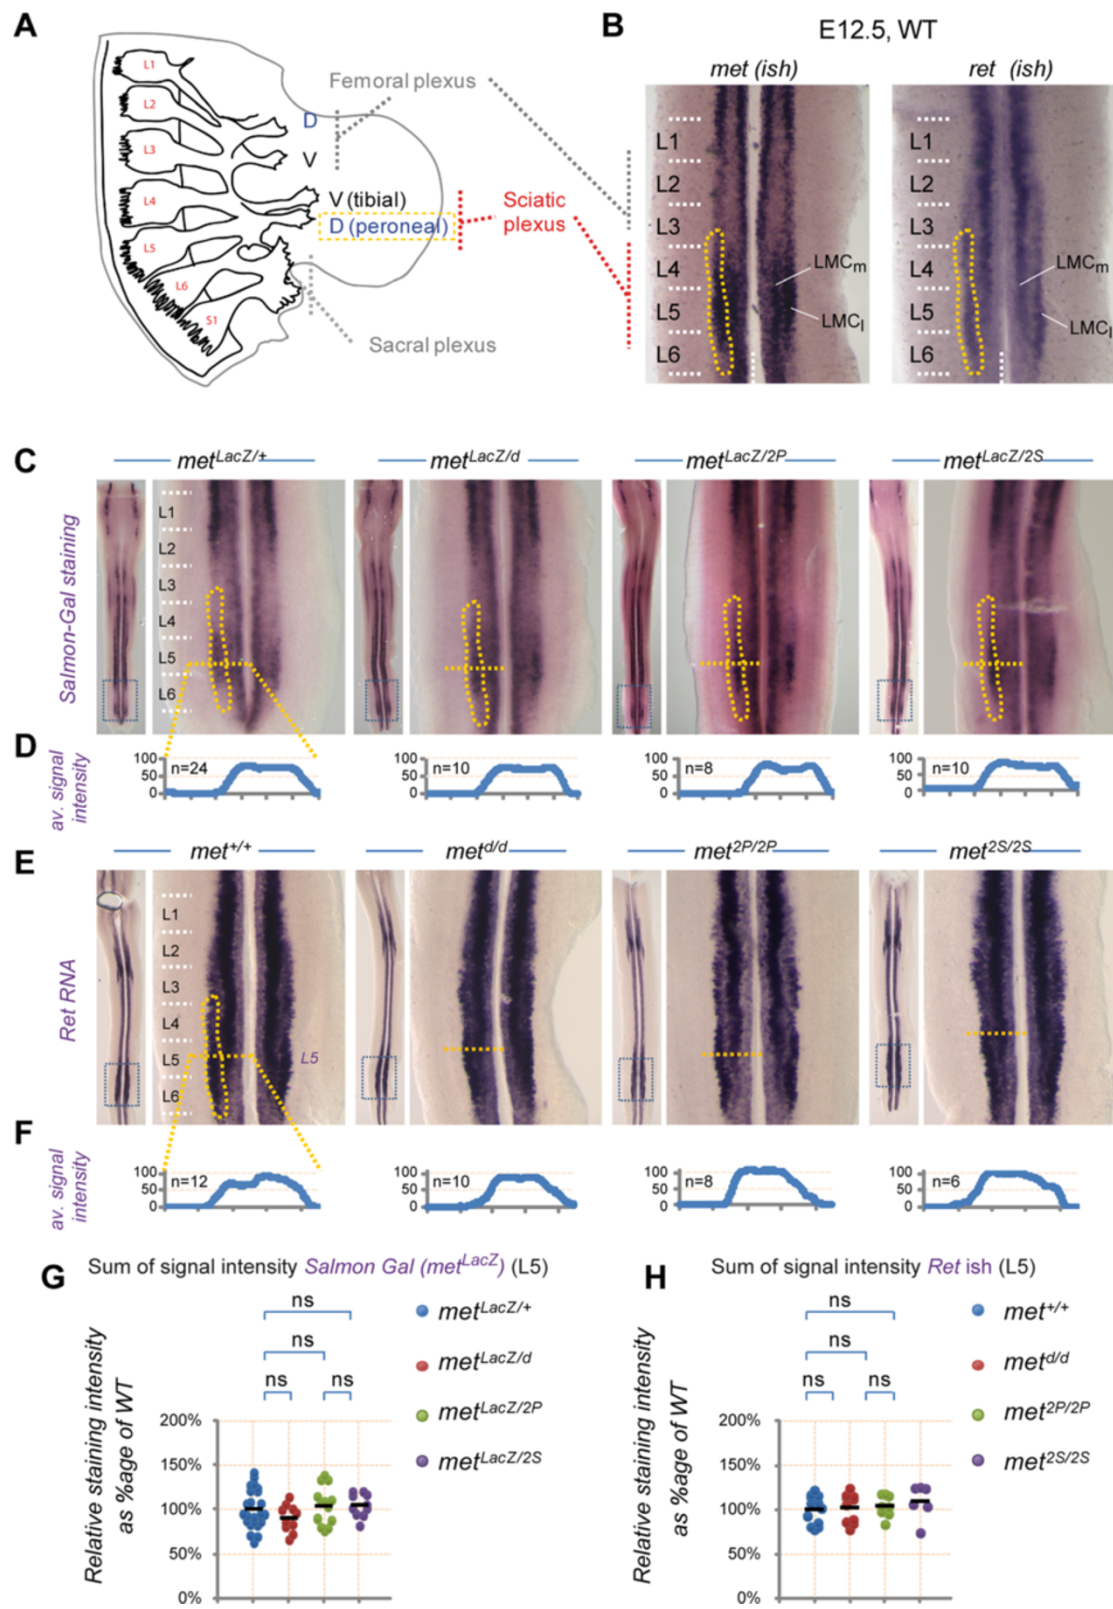 A
L1
L2
L3
L4
L5
L6
S1
D
V
V (tibial)
D (peroneal)
Femoral plexus
Sciatic
plexus
Sacral plexus
B
E12.5, WT
met (ish)
ret (ish)
L1
L2
L3
L4
L5
L6
LMCm
LMCl
L1
L2
L3
L4
L5
L6
LMCm
LMCl
C
metLacZ/+
metLacZ/d
metLacZ/2P
metLacZ/2S
Salmon-Gal staining
L1
L2
L3
L4
L5
L6
D
av. signal
intensity
100
50
0
n=24
100
50
0
n=10
100
50
0
n=8
100
50
0
n=10
E
met+/+
metd/d
met2P/2P
met2S/2S
Ret RNA
L1
L2
L3
L4
L5
L6
L5
F
av. signal
intensity
100
50
0
n=12
100
50
0
n=10
100
50
0
n=8
100
50
0
n=6
G
Sum of signal intensity Salmon Gal (metLacZ) (L5)
ns
ns
ns
ns
metLacZ/+
metLacZ/d
metLacZ/2P
metLacZ/2S
Relative staining intensity
as %age of WT
200%
150%
100%
50%
0%
H
Sum of signal intensity Ret ish (L5)
ns
ns
ns
ns
met+/+
metd/d
met2P/2P
met2S/2S
Relative staining intensity
as %age of WT
200%
150%
100%
50%
0%